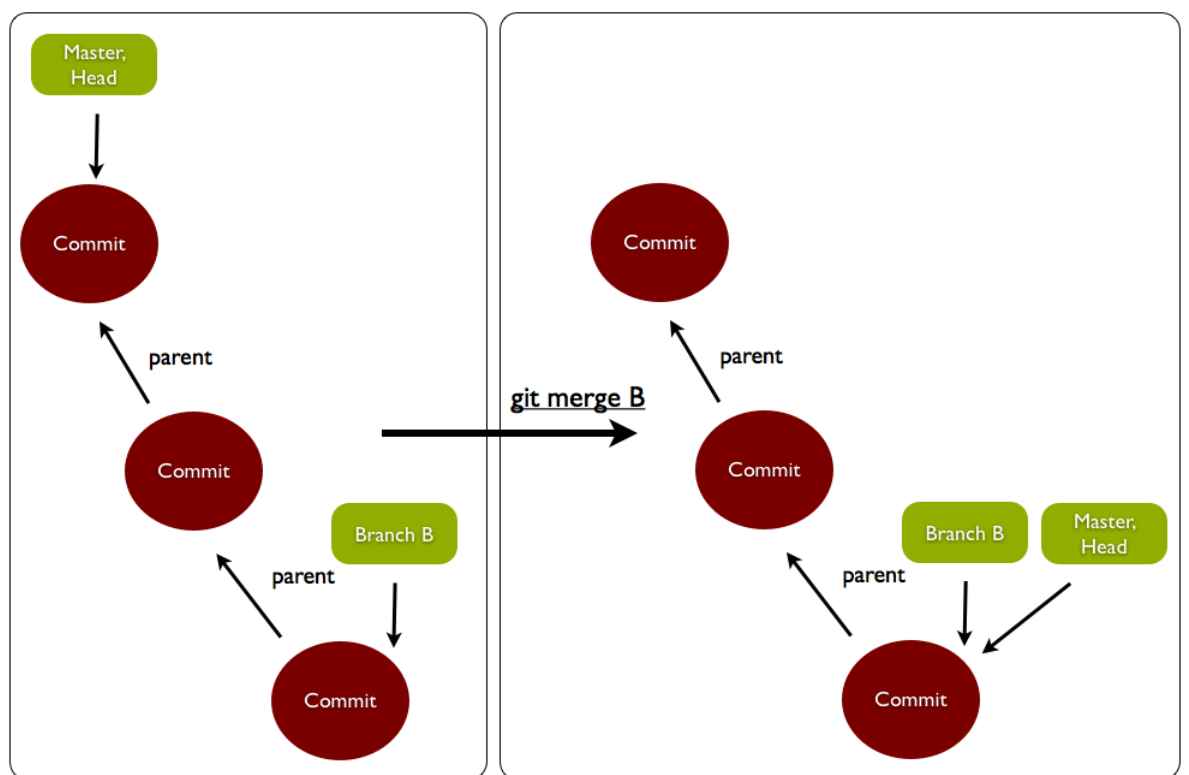 Master,
Head
Commit
parent
Commit
Branch B
parent
Commit
git merge B
Commit
parent
Commit
Branch B
Master,
Head
parent
Commit